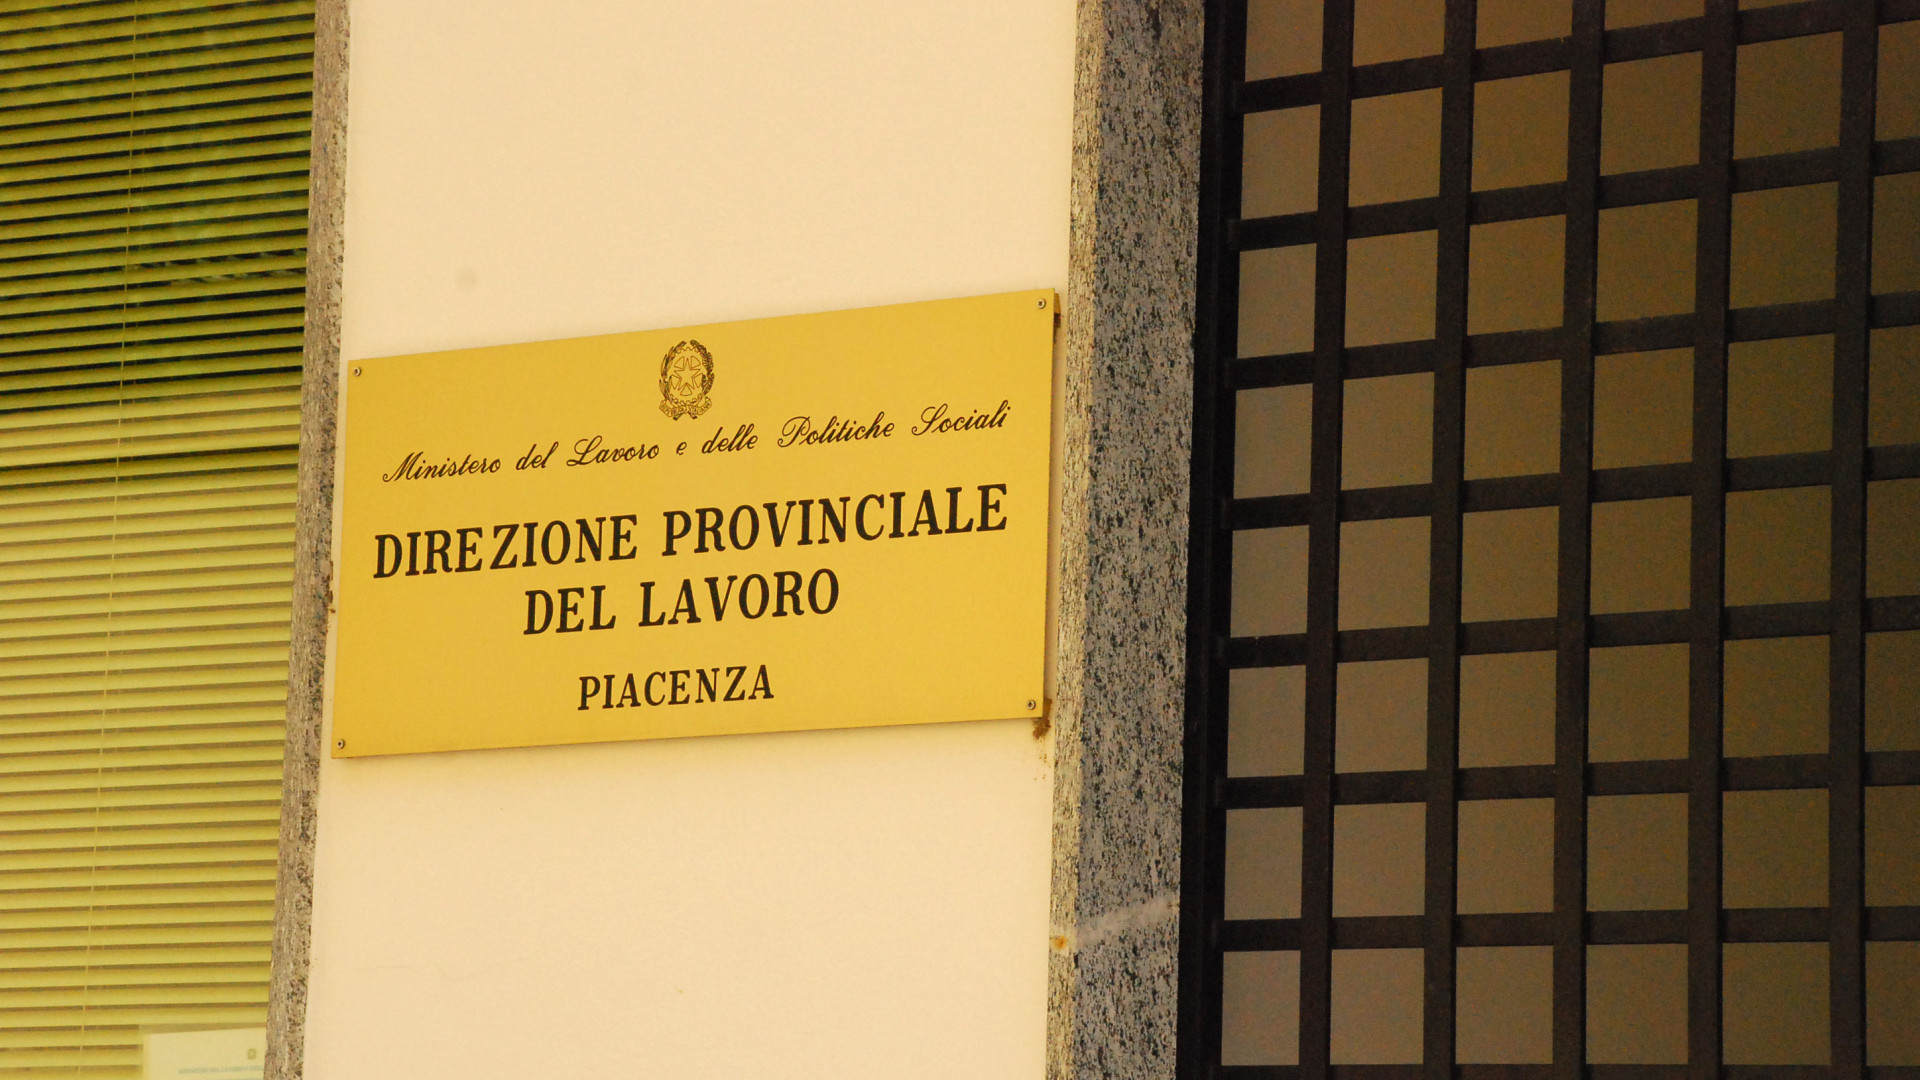 Ministero del Lavoro e delle Politiche Sociali
DIREZIONE PROVINCIALE
DEL LAVORO
PIACENZA